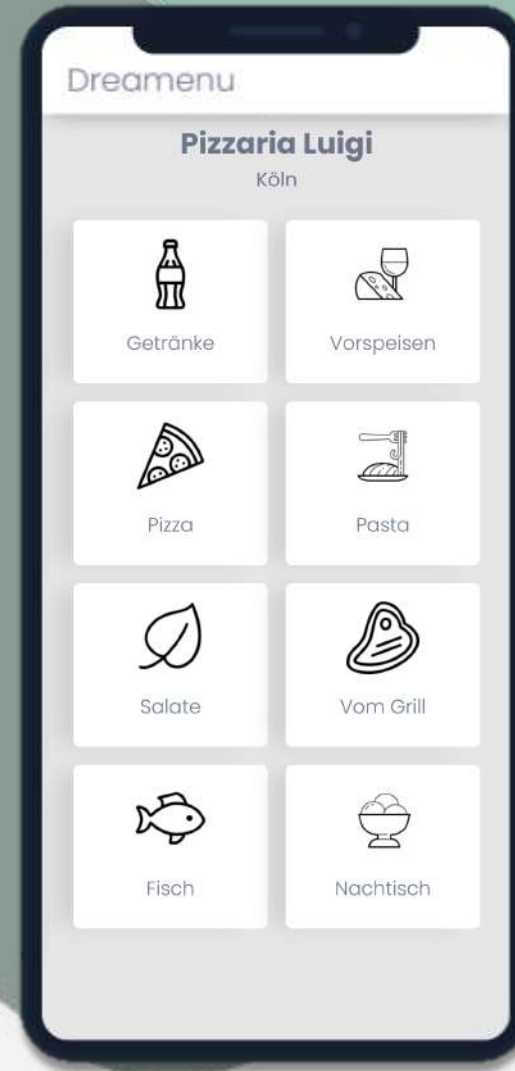 Dreamenu
Pizzaria Luigi
Köln
Getränke
Vorspeisen
Pizza
Pasta
Salate
Vom Grill
Fisch
Nachtisch